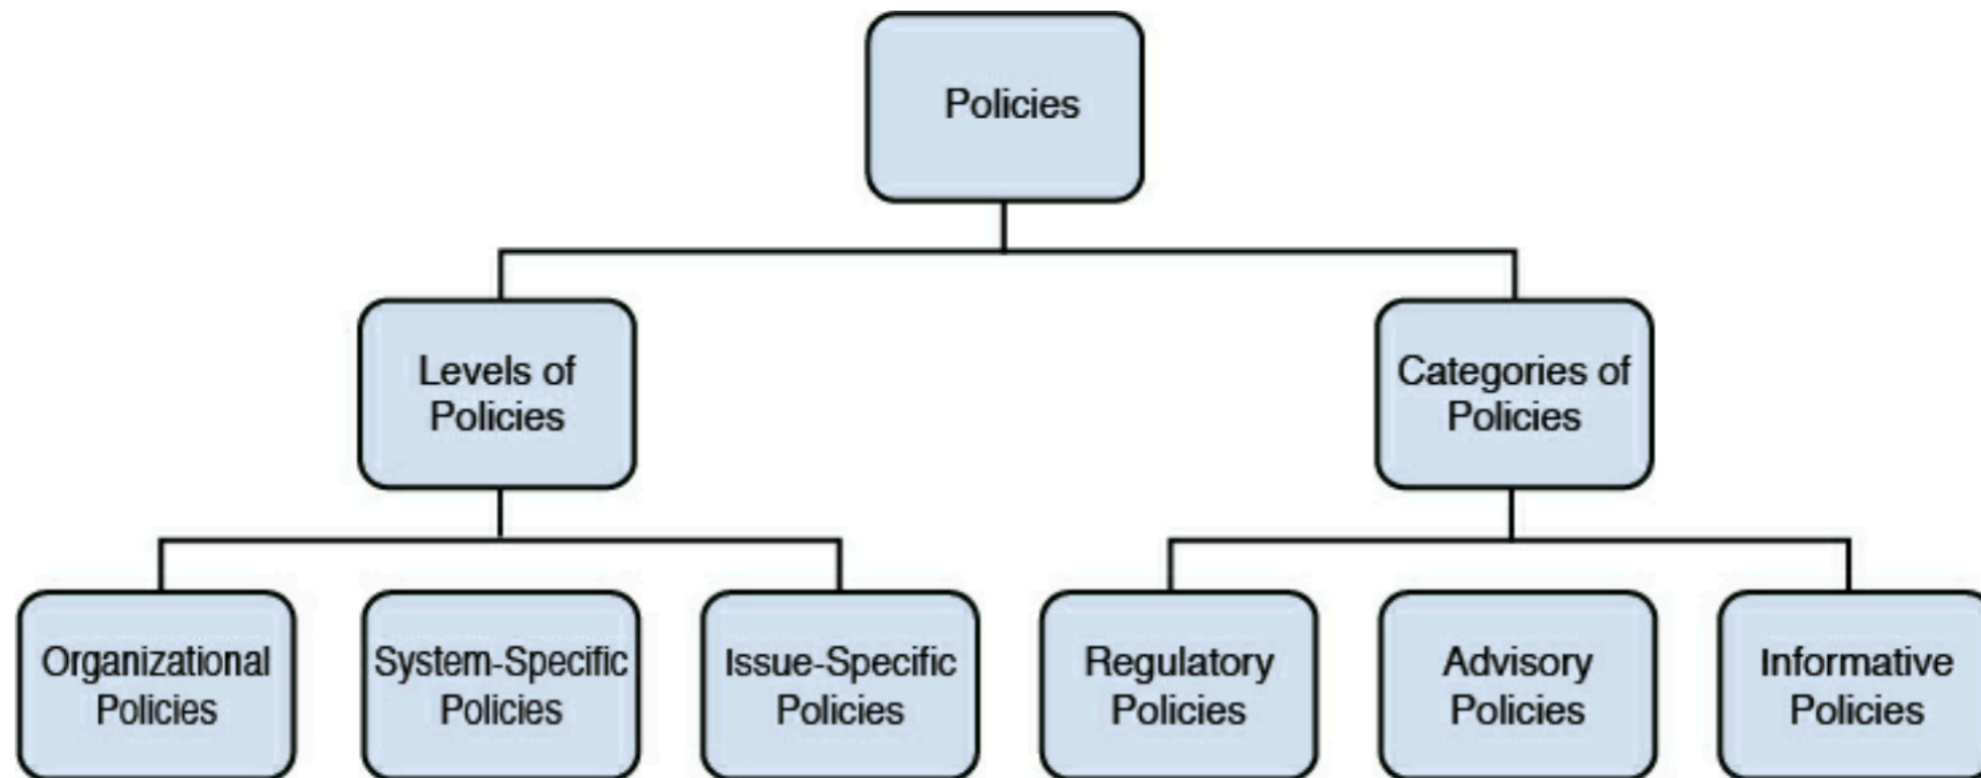 Policies
Levels of
Policies
Categories of
Policies
Organizational
Policies
System-Specific
Policies
Issue-Specific
Policies
Regulatory
Policies
Advisory
Policies
Informative
Policies